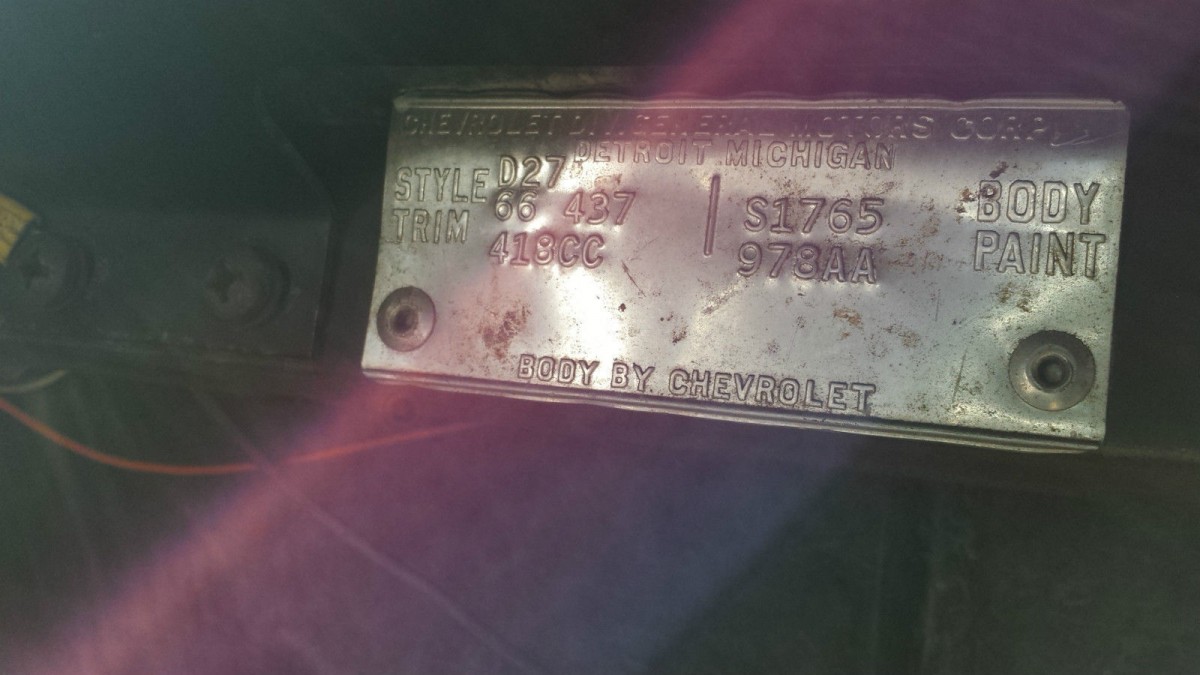 CHEVROLET DIV. GENERAL MOTORS CORP.
DETROIT MICHIGAN
D27
STYLE 66 437 S1765 BODY
TRIM 418CC 978AA PAINT
BODY BY CHEVROLET